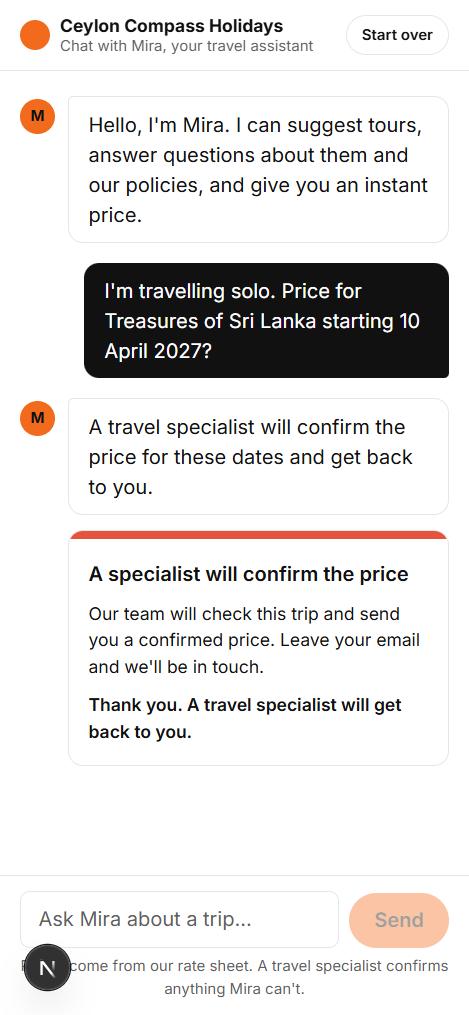 Ceylon Compass Holidays
Chat with Mira, your travel assistant
Start over
M
Hello, I'm Mira. I can suggest tours,
answer questions about them and
our policies, and give you an instant
price.
I'm travelling solo. Price for
Treasures of Sri Lanka starting 10
April 2027?
M
A travel specialist will confirm the
price for these dates and get back
to you.
A specialist will confirm the price
Our team will check this trip and send
you a confirmed price. Leave your email
and we'll be in touch.
Thank you. A travel specialist will get
back to you.
Ask Mira about a trip...
Send
N
come from our rate sheet. A travel specialist confirms
anything Mira can't.